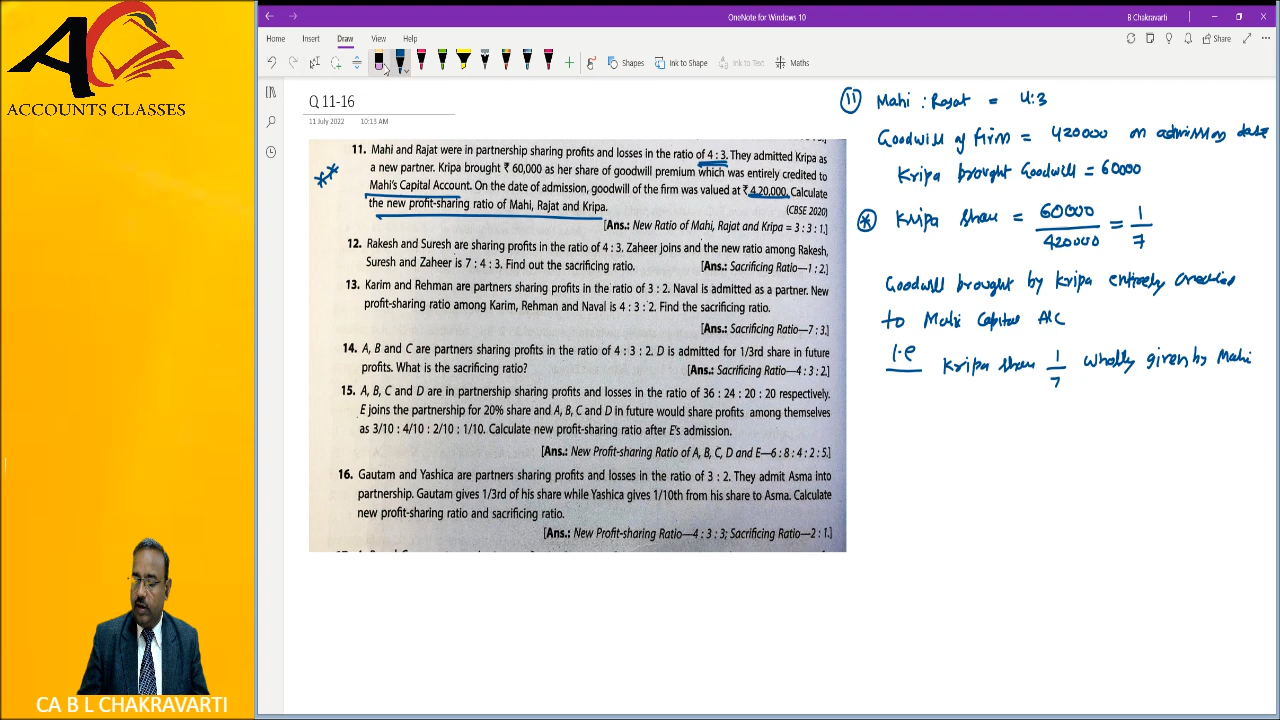 AC
ACCOUNTS CLASSES
OneNote for Windows 10
B Chakravarti
Home Insert Draw View Help
Share
Shapes Ink to Shape Ink to Text Maths
Q 11-16
11 July 2022 10:13 AM
11. Mahi and Rajat were in partnership sharing profits and losses in the ratio of 4 : 3. They admitted Kripa as
a new partner. Kripa brought ₹ 60,000 as her share of goodwill premium which was entirely credited to
Mahi's Capital Account. On the date of admission, goodwill of the firm was valued at ₹ 4,20,000. Calculate
the new profit-sharing ratio of Mahi, Rajat and Kripa. (CBSE 2020)
[Ans.: New Ratio of Mahi, Rajat and Kripa = 3 : 3 : 1.]
12. Rakesh and Suresh are sharing profits in the ratio of 4 : 3. Zaheer joins and the new ratio among Rakesh,
Suresh and Zaheer is 7 : 4 : 3. Find out the sacrificing ratio. [Ans.: Sacrificing Ratio—1 : 2.]
13. Karim and Rehman are partners sharing profits in the ratio of 3 : 2. Naval is admitted as a partner. New
profit-sharing ratio among Karim, Rehman and Naval is 4 : 3 : 2. Find the sacrificing ratio.
[Ans.: Sacrificing Ratio—7 : 3.]
14. A, B and C are partners sharing profits in the ratio of 4 : 3 : 2. D is admitted for 1/3rd share in future
profits. What is the sacrificing ratio? [Ans.: Sacrificing Ratio—4 : 3 : 2.]
15. A, B, C and D are in partnership sharing profits and losses in the ratio of 36 : 24 : 20 : 20 respectively.
E joins the partnership for 20% share and A, B, C and D in future would share profits among themselves
as 3/10 : 4/10 : 2/10 : 1/10. Calculate new profit-sharing ratio after E's admission.
[Ans.: New Profit-sharing Ratio of A, B, C, D and E—6 : 8 : 4 : 2 : 5.]
16. Gautam and Yashica are partners sharing profits and losses in the ratio of 3 : 2. They admit Asma into
partnership. Gautam gives 1/3rd of his share while Yashica gives 1/10th from his share to Asma. Calculate
new profit-sharing ratio and sacrificing ratio.
[Ans.: New Profit-sharing Ratio—4 : 3 : 3; Sacrificing Ratio—2 : 1.]
11 Mahi : Rajat = 4:3
Goodwill of firm = 420000 on admission date
Kripa brought Goodwill = 60000
Kripa share = 60000/420000 = 1/7
Goodwill brought by Kripa entirely credited
to Mahi Capital A/C
i.e Kripa share 1/7 wholly given by Mahi
CA B L CHAKRAVARTI